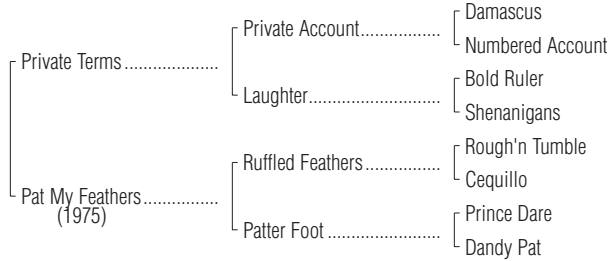 Damascus
Private Account....................
Numbered Account
Private Terms ....................
Bold Ruler
Laughter............................
Shenanigans
Rough'n Tumble
Ruffled Feathers................
Cequillo
Pat My Feathers................
(1975)
Prince Dare
Patter Foot ........................
Dandy Pat